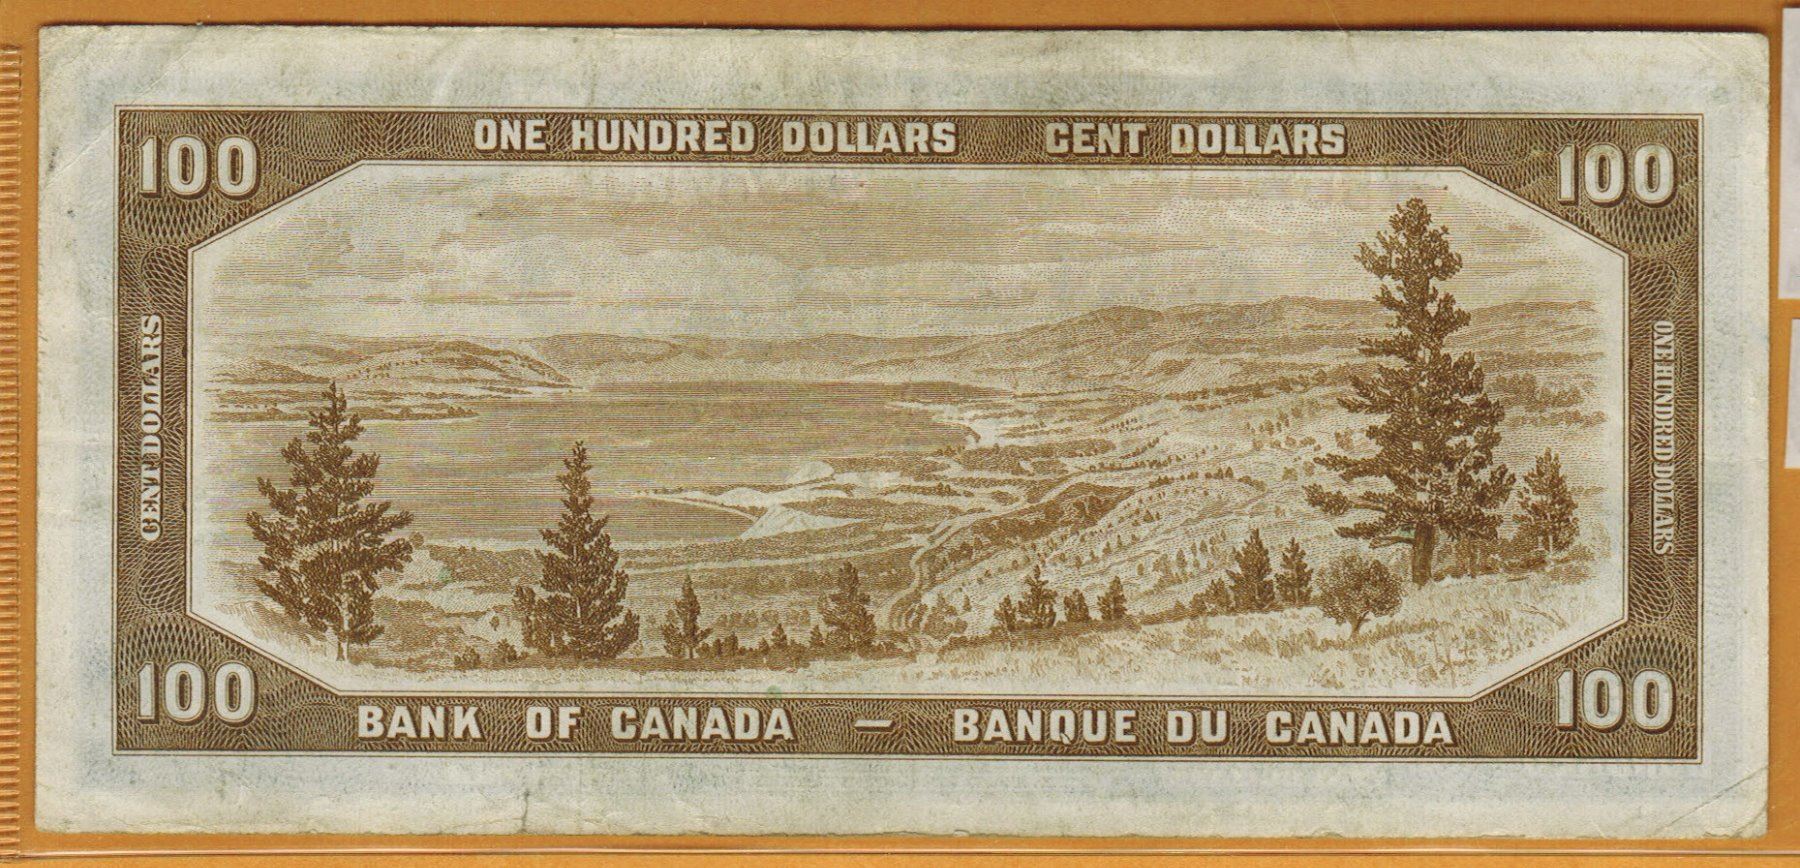 100 ONE HUNDRED DOLLARS CENT DOLLARS 100
CENT DOLLARS
ONE HUNDRED DOLLARS
100 BANK OF CANADA — BANQUE DU CANADA 100